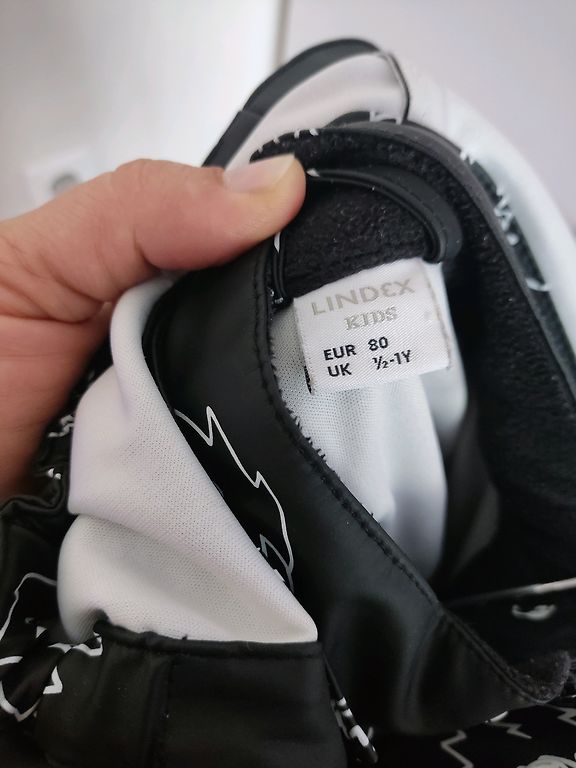 LINDEX
KIDS
EUR 80
UK ½-1Y